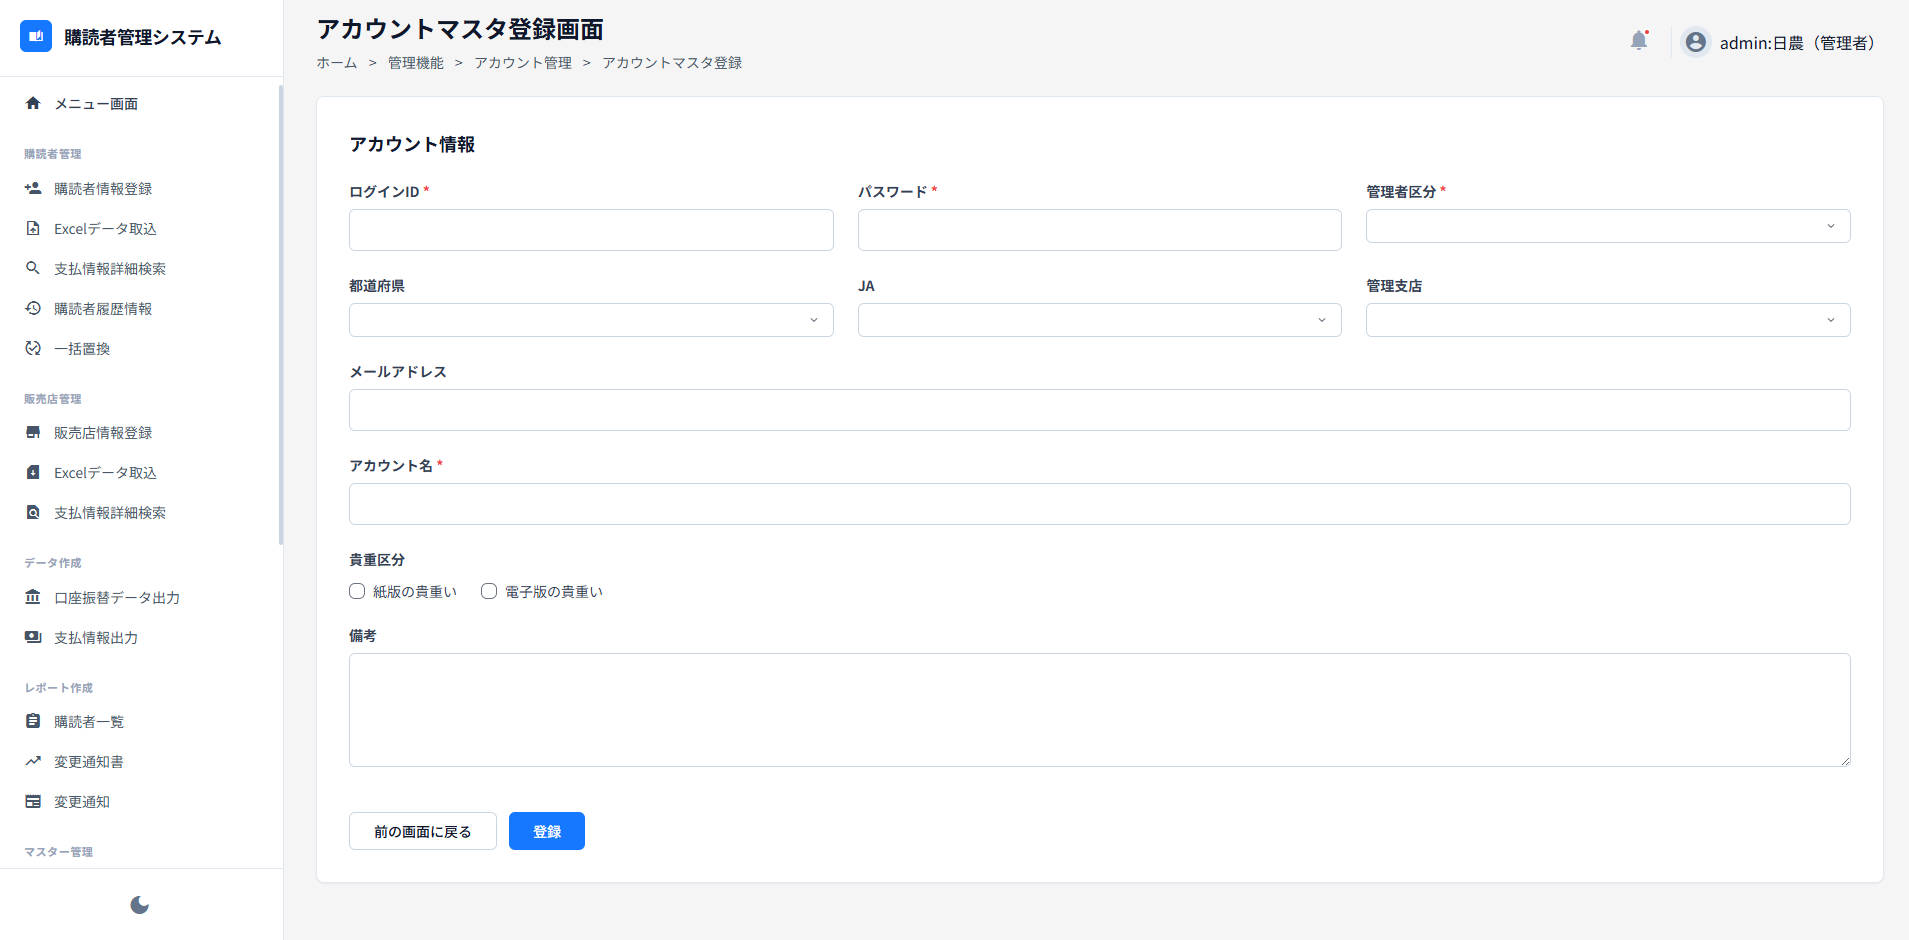 購読者管理システム
メニュー画面
購読者管理
購読者情報登録
Excelデータ取込
支払情報詳細検索
購読者履歴情報
一括置換
販売店管理
販売店情報登録
Excelデータ取込
支払情報詳細検索
データ作成
口座振替データ出力
支払情報出力
レポート作成
購読者一覧
変更通知書
変更通知
マスター管理
アカウントマスタ登録画面
ホーム > 管理機能 > アカウント管理 > アカウントマスタ登録
admin:日農（管理者）
アカウント情報
ログインID *
パスワード *
管理者区分 *
都道府県
JA
管理支店
メールアドレス
アカウント名 *
貴重区分
紙版の貴重い
電子版の貴重い
備考
前の画面に戻る
登録